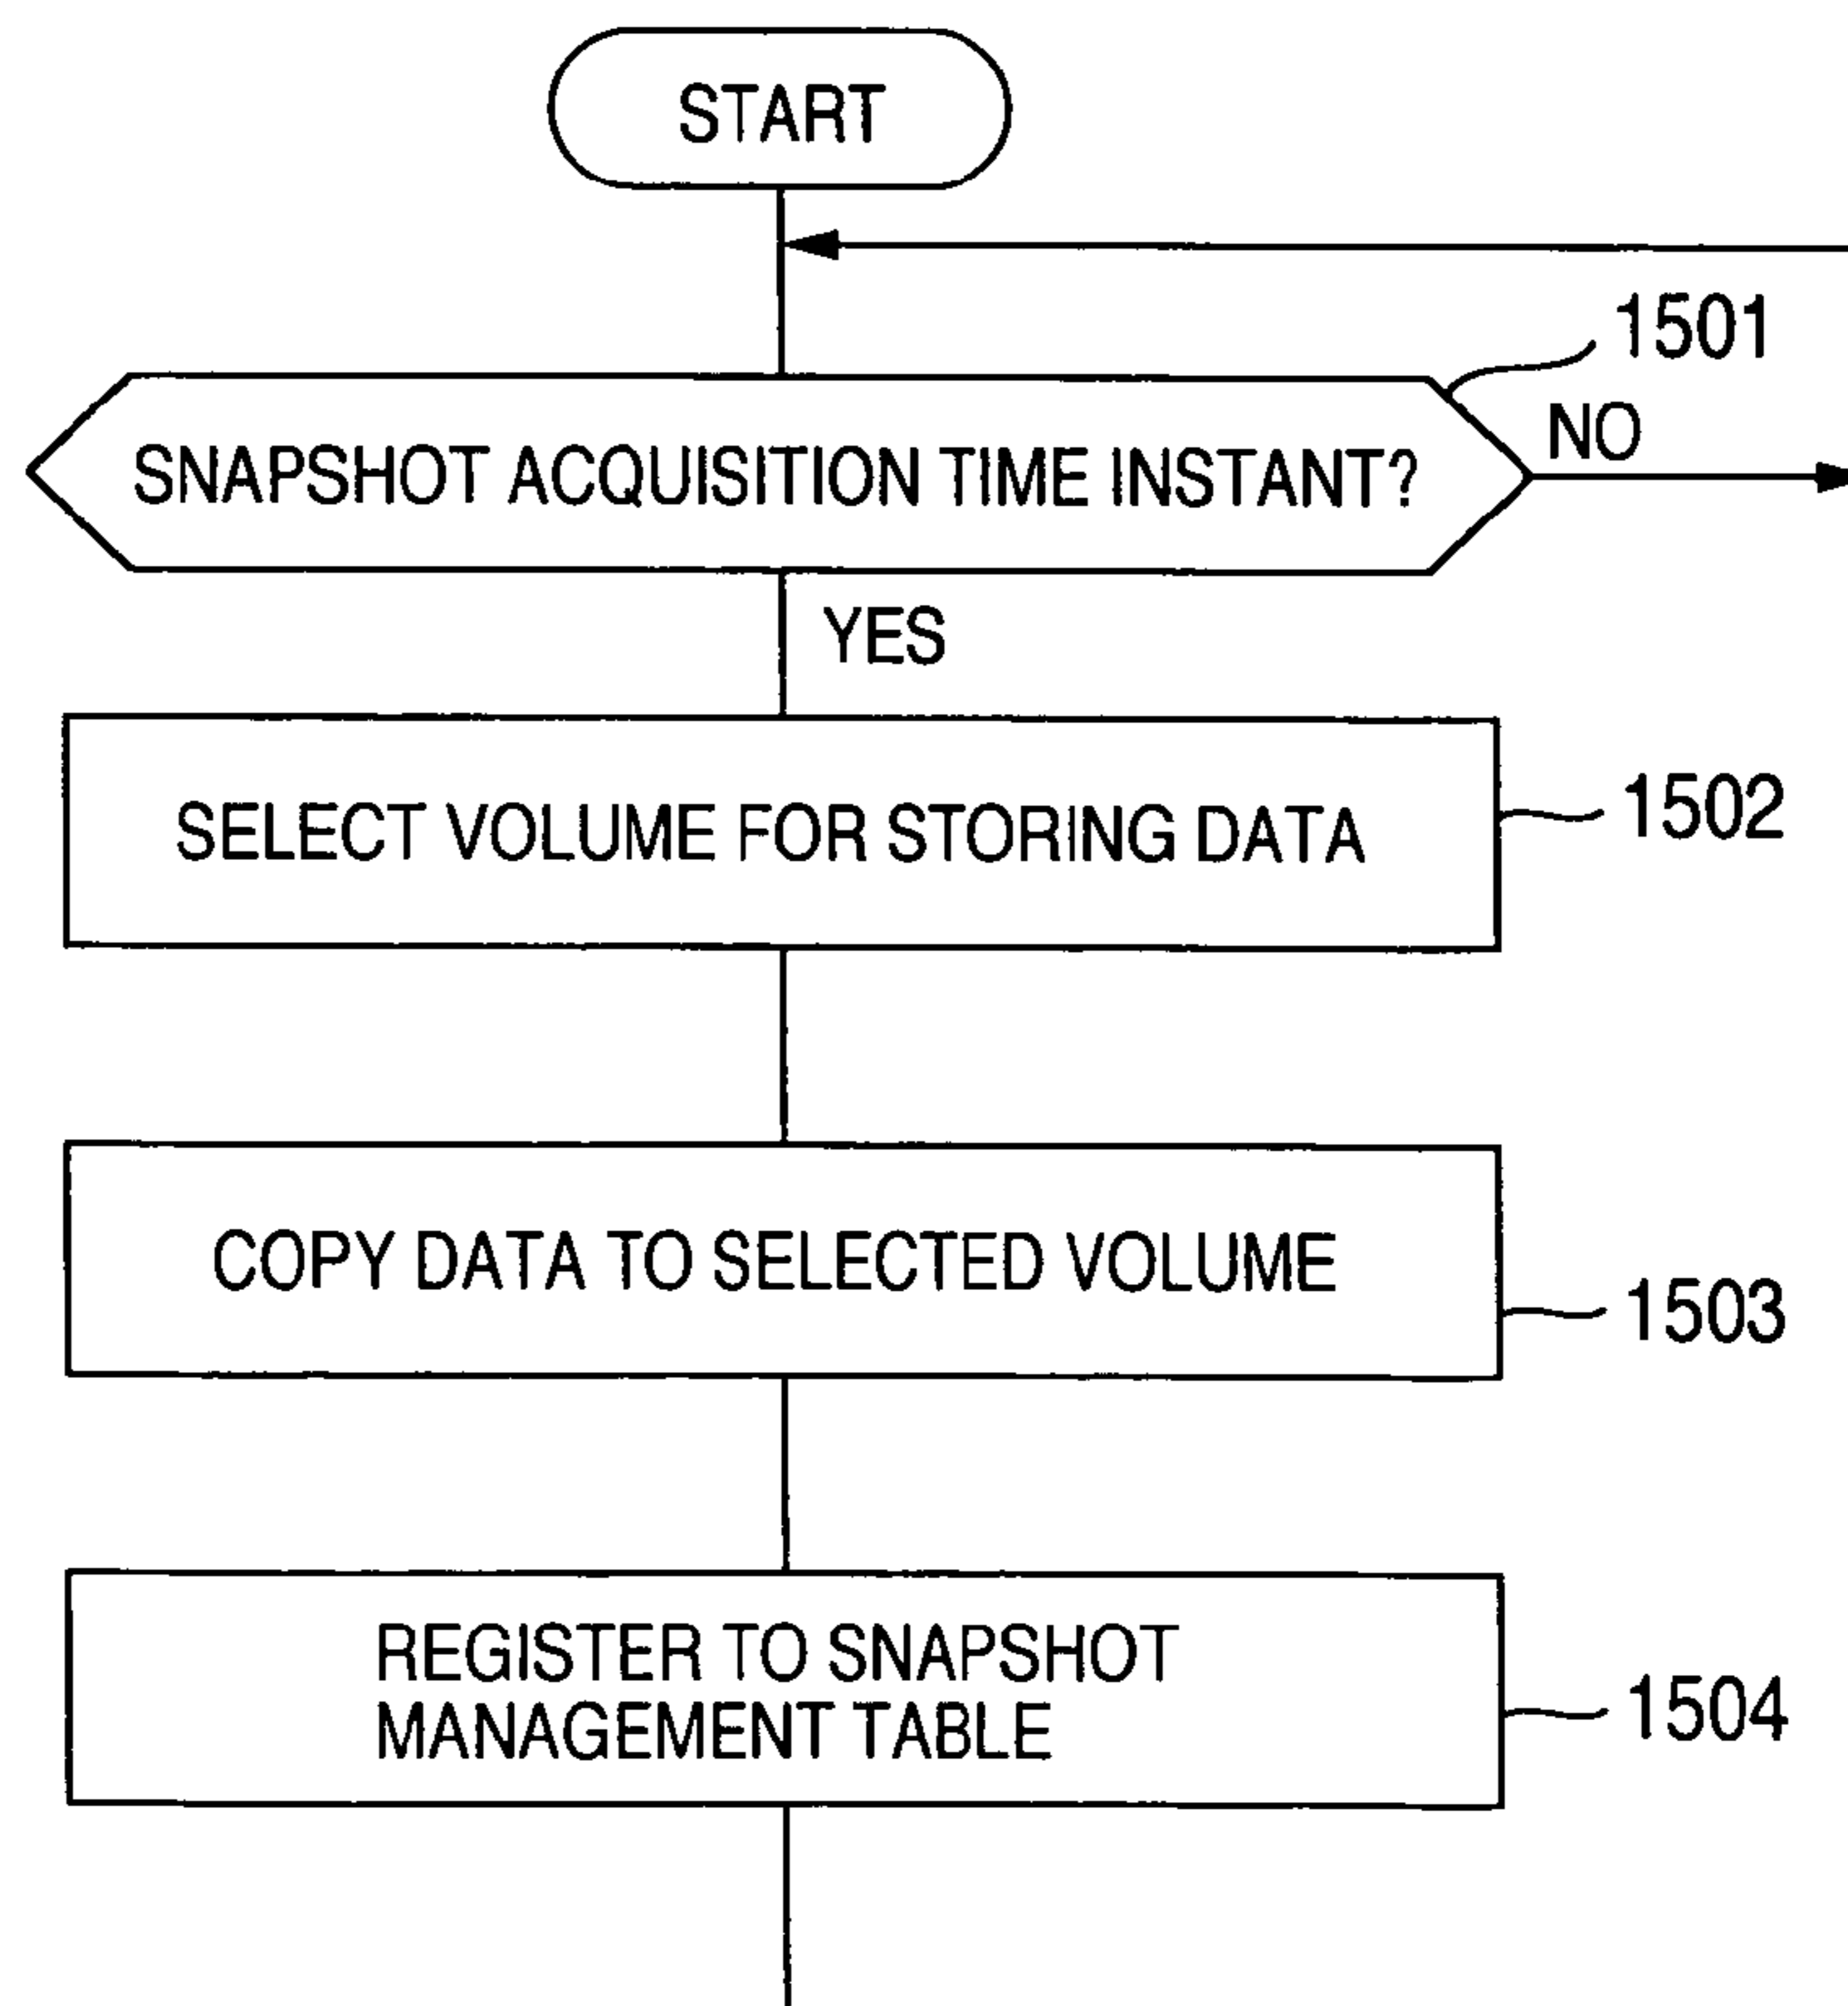 START
1501
NO
SNAPSHOT ACQUISITION TIME INSTANT?
YES
SELECT VOLUME FOR STORING DATA
1502
COPY DATA TO SELECTED VOLUME
1503
REGISTER TO SNAPSHOT
MANAGEMENT TABLE
1504